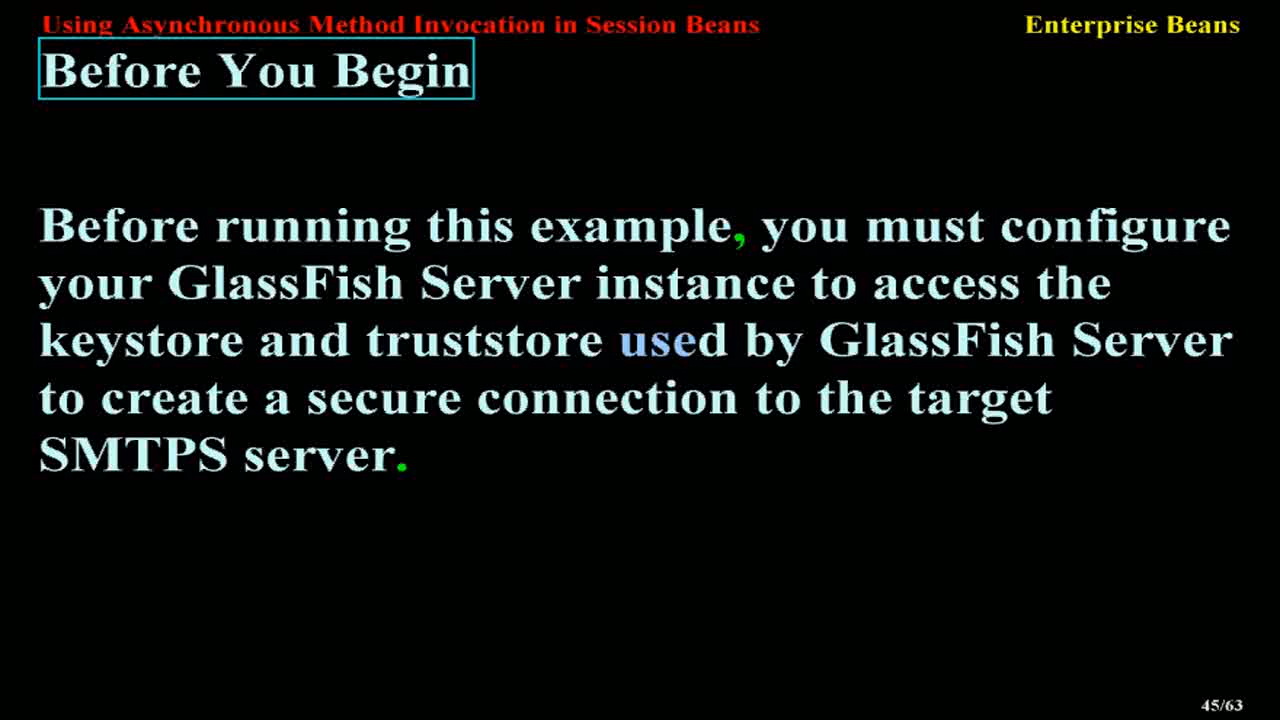 Using Asynchronous Method Invocation in Session Beans
Enterprise Beans
Before You Begin
Before running this example, you must configure
your GlassFish Server instance to access the
keystore and truststore used by GlassFish Server
to create a secure connection to the target
SMTPS server.
45/63